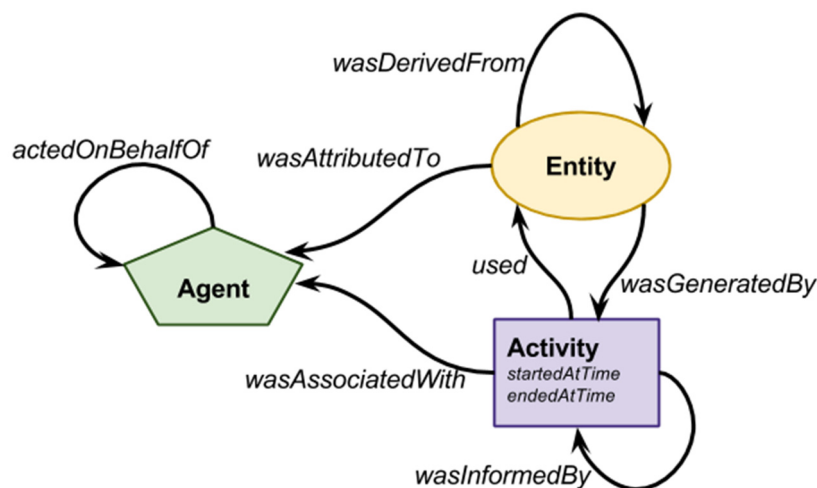 wasDerivedFrom
actedOnBehalfOf
wasAttributedTo
Entity
used
wasGeneratedBy
Agent
Activity
startedAtTime
endedAtTime
wasAssociatedWith
wasInformedBy